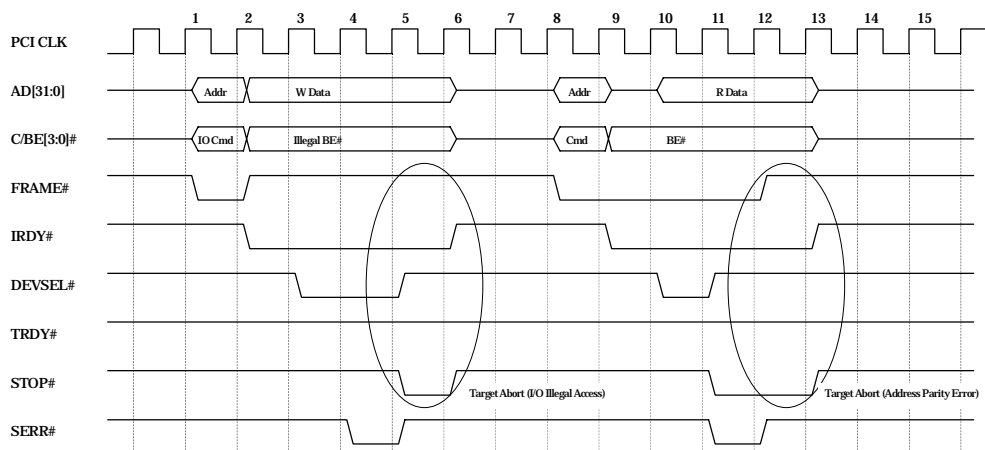 1 2 3 4 5 6 7 8 9 10 11 12 13 14 15
PCI CLK
AD[31:0] Addr W Data Addr R Data
C/BE[3:0]# IO Cmd Illegal BE# Cmd BE#
FRAME#
IRDY#
DEVSEL#
TRDY#
STOP# Target Abort (I/O Illegal Access) Target Abort (Address Parity Error)
SERR#